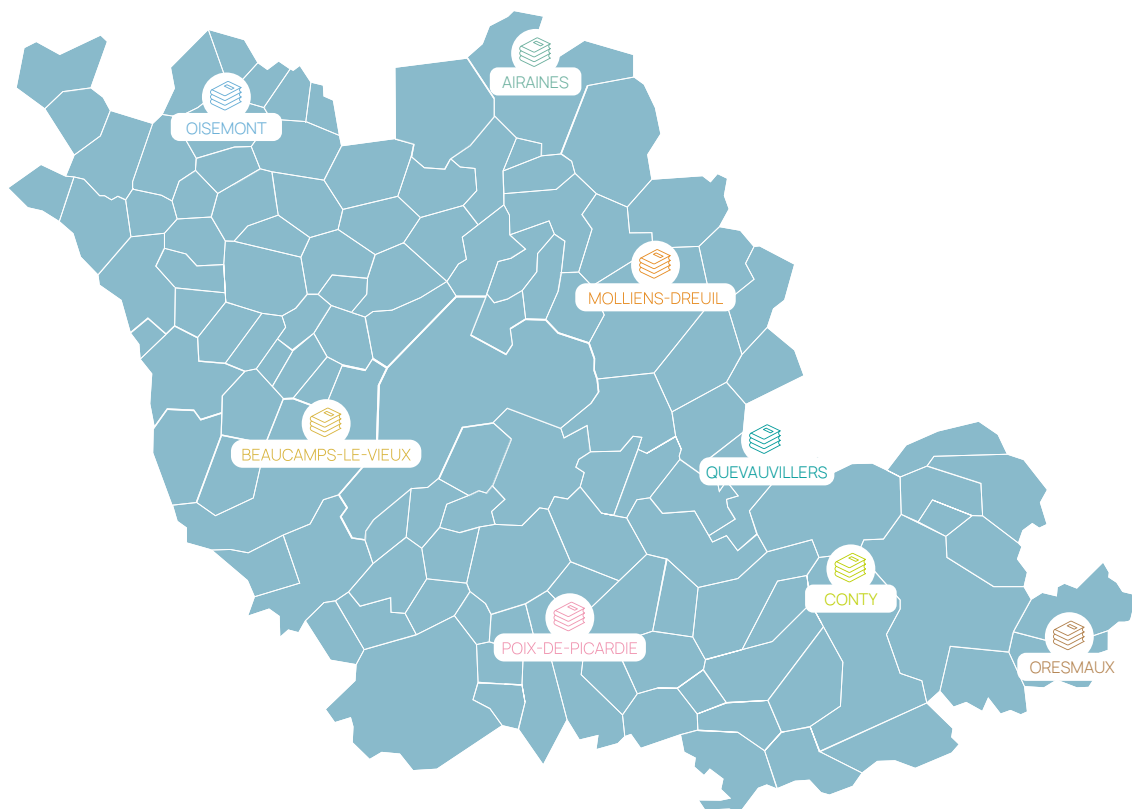 AIRAINES
OISEMONT
MOLLIENS-DREUIL
BEAUCAMPS-LE-VIEUX
QUEVAUVILLERS
CONTY
POIX-DE-PICARDIE
ORESMAUX